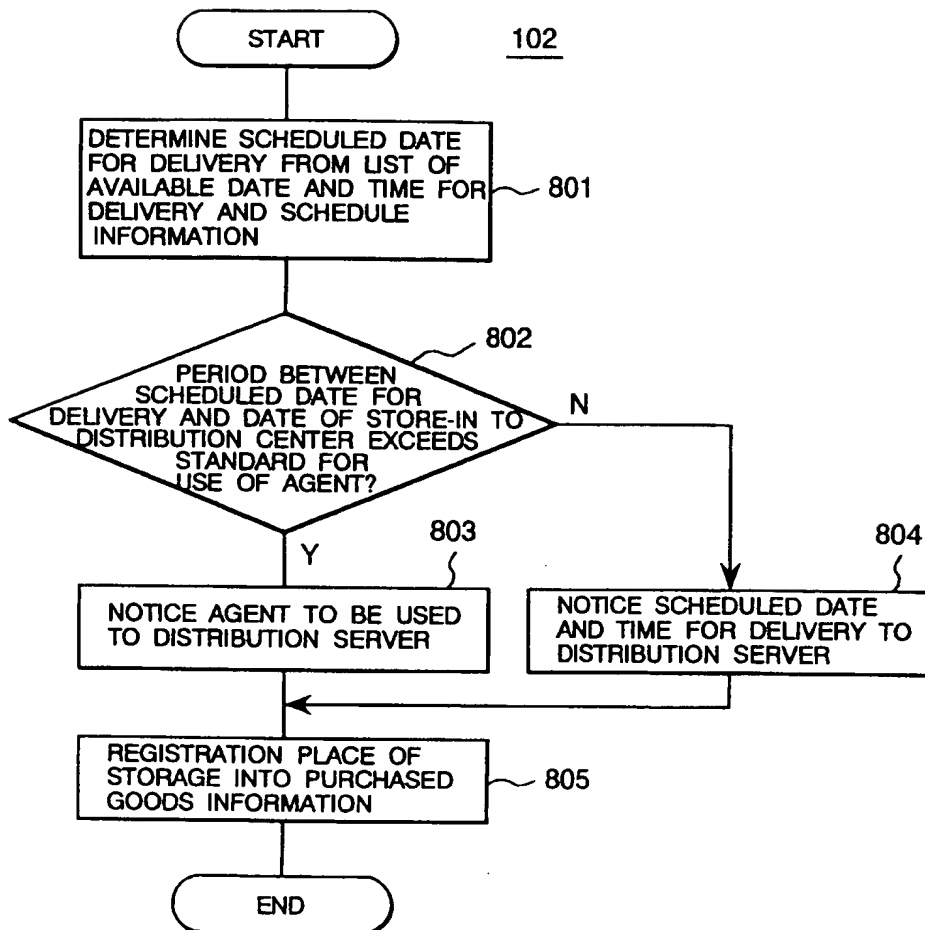 START
102
DETERMINE SCHEDULED DATE
FOR DELIVERY FROM LIST OF
AVAILABLE DATE AND TIME FOR
DELIVERY AND SCHEDULE
INFORMATION
801
802
PERIOD BETWEEN
SCHEDULED DATE FOR
DELIVERY AND DATE OF STORE-IN TO
DISTRIBUTION CENTER EXCEEDS
STANDARD FOR
USE OF AGENT?
N
Y
803
NOTICE AGENT TO BE USED
TO DISTRIBUTION SERVER
804
NOTICE SCHEDULED DATE
AND TIME FOR DELIVERY TO
DISTRIBUTION SERVER
REGISTRATION PLACE OF
STORAGE INTO PURCHASED
GOODS INFORMATION
805
END